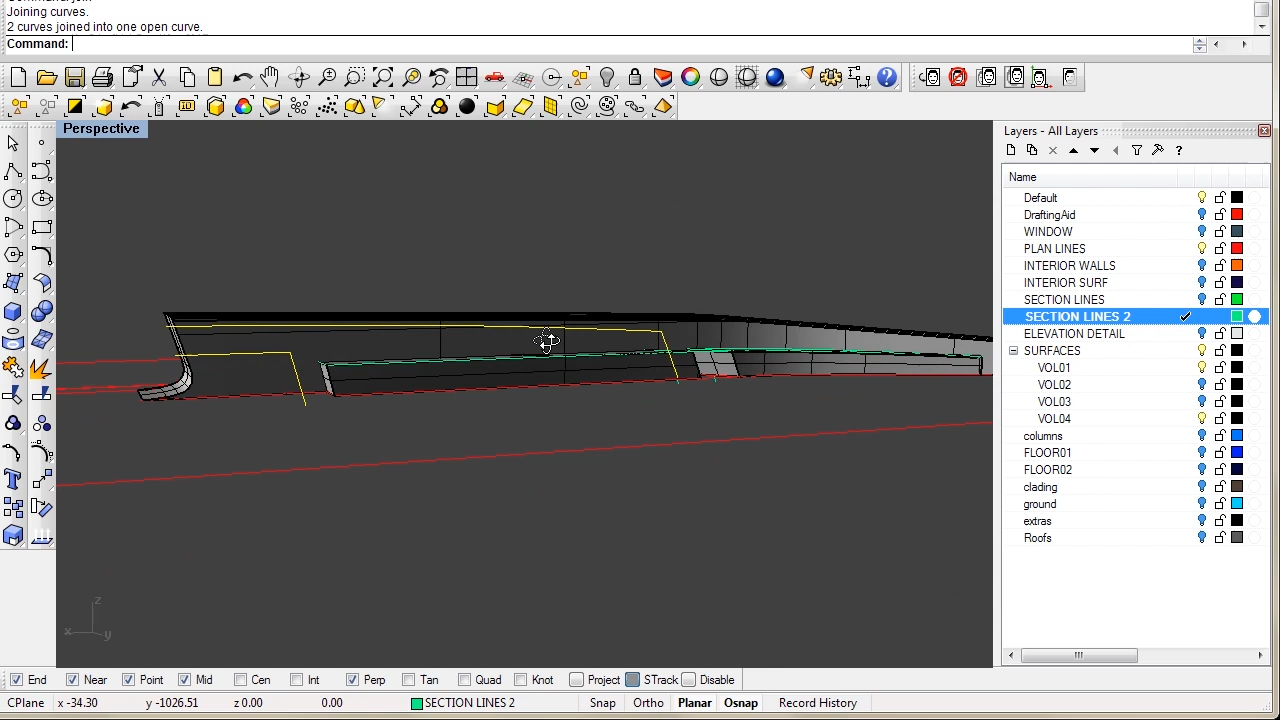 Joining curves.
2 curves joined into one open curve.
Command:
Perspective
Layers - All Layers
Name
Default
DraftingAid
WINDOW
PLAN LINES
INTERIOR WALLS
INTERIOR SURF
SECTION LINES
SECTION LINES 2
ELEVATION DETAIL
SURFACES
VOL01
VOL02
VOL03
VOL04
columns
FLOOR01
FLOOR02
clading
ground
extras
Roofs
z
x y
End Near Point Mid Cen Int Perp Tan Quad Knot Project STrack Disable
CPlane x -34.30 y -1026.51 z 0.00 0.00 SECTION LINES 2 Snap Ortho Planar Osnap Record History